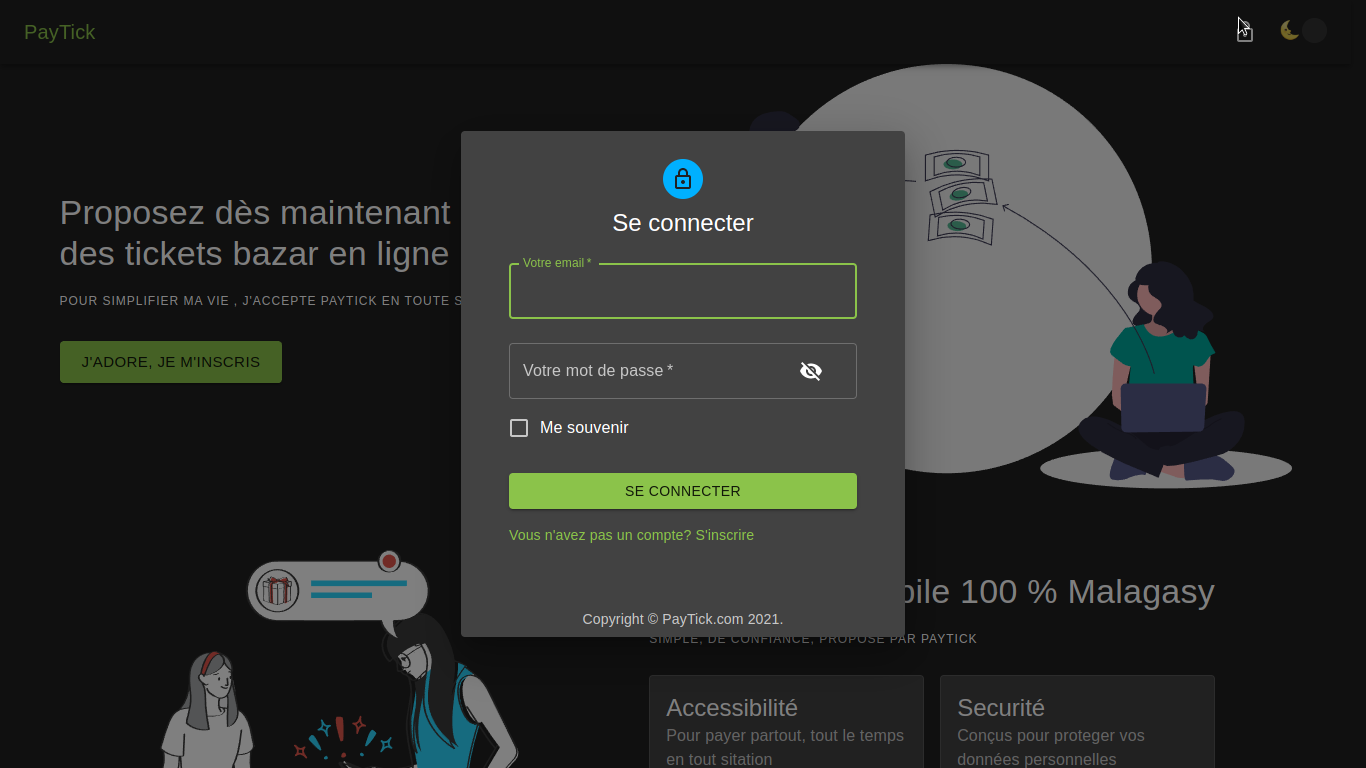 PayTick
Proposez dès maintenant
des tickets bazar en ligne
POUR SIMPLIFIER MA VIE , J'ACCEPTE PAYTICK EN TOUTE S
J'ADORE, JE M'INSCRIS
Se connecter
Votre email *
Votre mot de passe *
Me souvenir
SE CONNECTER
Vous n'avez pas un compte? S'inscrire
Copyright © PayTick.com 2021.
bile 100 % Malagasy
SIMPLE, DE CONFIANCE, PROPOSÉ PAR PAYTICK
Accessibilité
Pour payer partout, tout le temps
en tout sitation
Securité
Conçus pour proteger vos
données personnelles